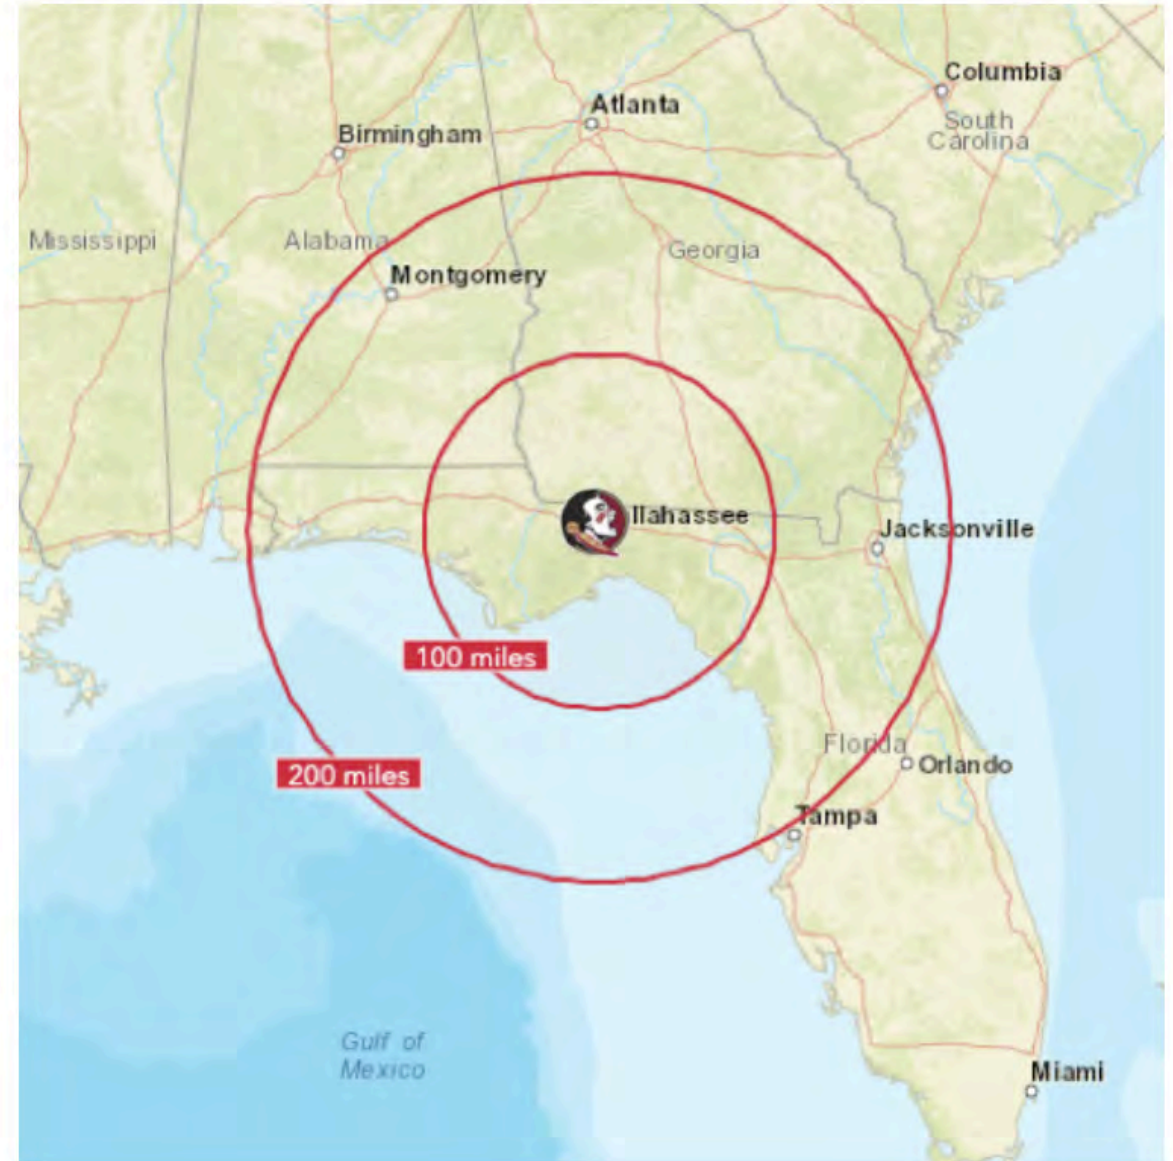 Columbia
Atlanta
South
Carolina
Birmingham
Mississippi
Alabama
Georgia
Montgomery
llahassee
Jacksonville
100 miles
Florida
Orlando
200 miles
Tampa
Gulf of
Mexico
Miami